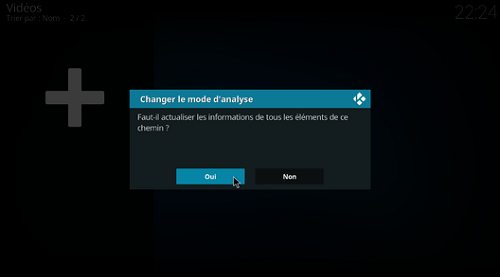 Vidéos
Trier par : Nom · 2 / 2
22:24
Changer le mode d'analyse
Faut-il actualiser les informations de tous les éléments de ce
chemin ?
Oui
Non